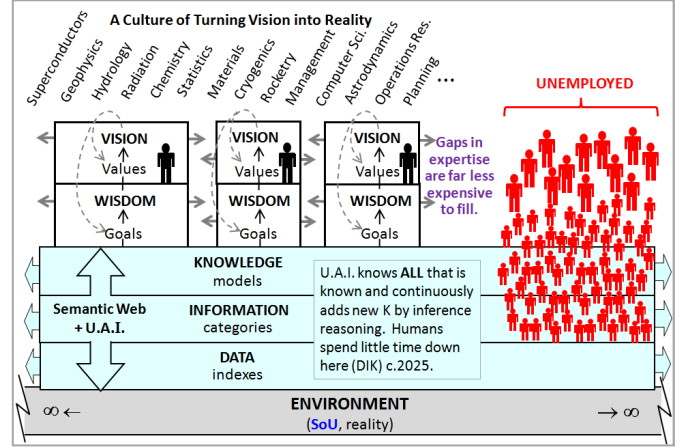 A Culture of Turning Vision into Reality
Superconductors
Geophysics
Hydrology
Radiation
Chemistry
Statistics
Materials
Cryogenics
Rocketry
Management
Computer Sci.
Astrodynamics
Operations Res.
Planning
...
UNEMPLOYED
VISION
Values
WISDOM
Goals
VISION
Values
WISDOM
Goals
VISION
Values
WISDOM
Goals
Gaps in
expertise
are far less
expensive
to fill.
Semantic Web
+ U.A.I.
KNOWLEDGE
models
INFORMATION
categories
DATA
indexes
U.A.I. knows ALL that is
known and continuously
adds new K by inference
reasoning. Humans
spend little time down
here (DIK) c.2025.
∞ ←
ENVIRONMENT
(SoU, reality)
→ ∞